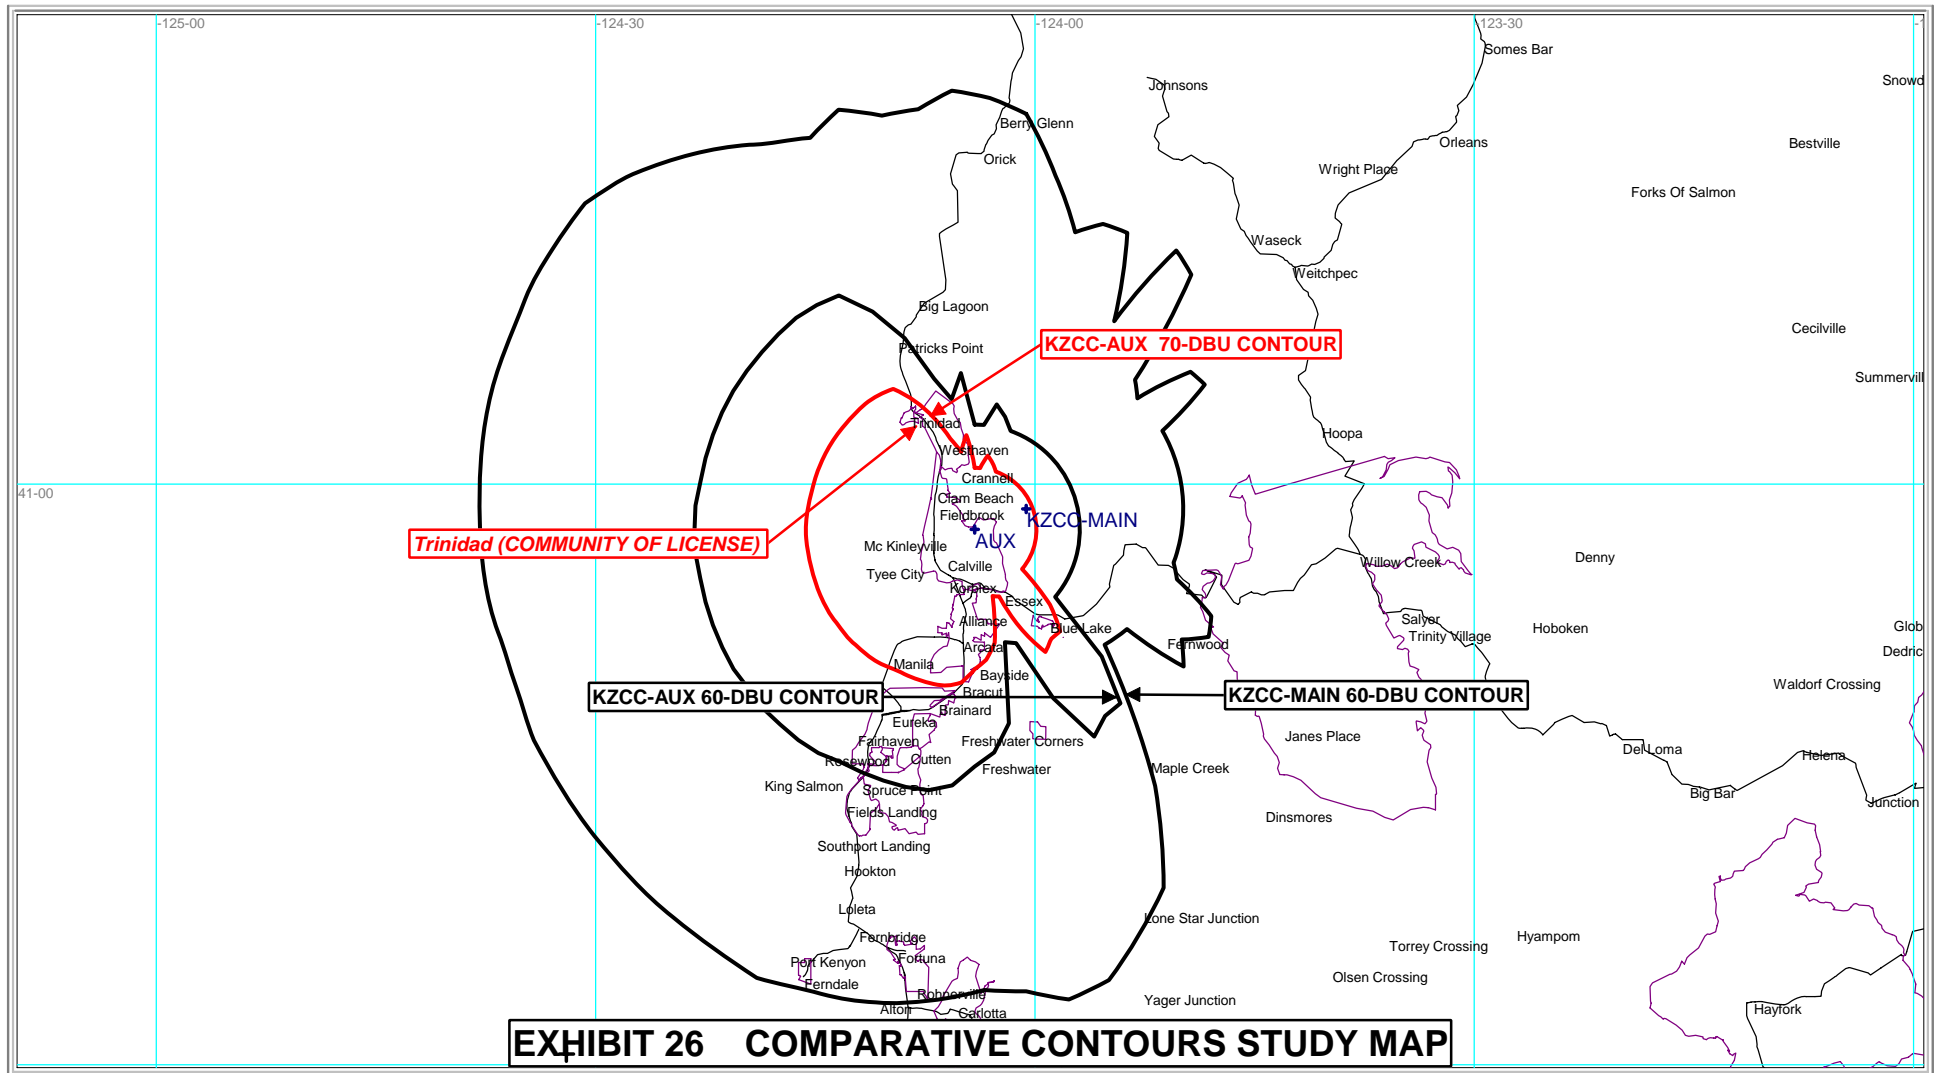 -125-00
-124-30
-124-00
-123-30
Somes Bar
Snowd
Johnsons
Berry Glenn
Orleans
Bestville
Orick
Wright Place
Forks Of Salmon
Waseck
Weitchpec
Big Lagoon
Cecilville
Patricks Point
KZCC-AUX 70-DBU CONTOUR
Summervill
Trinidad
Hoopa
Westhaven
Crannell
41-00
Clam Beach
Fieldbrook
KZCC-MAIN
AUX
Trinidad (COMMUNITY OF LICENSE)
Mc Kinleyville
Denny
Willow Creek
Calville
Tyee City
Korblex
Essex
Alliance
Blue Lake
Salyer
Hoboken
Glob
Trinity Village
Fernwood
Arcata
Dedric
Manila
Bayside
Waldorf Crossing
Bracut
KZCC-AUX 60-DBU CONTOUR
KZCC-MAIN 60-DBU CONTOUR
Brainard
Eureka
Janes Place
Fairhaven
Freshwater Corners
Del Loma
Helena
Rosewood
Cutten
Freshwater
Maple Creek
King Salmon
Spruce Point
Big Bar
Junction
Fields Landing
Dinsmores
Southport Landing
Hookton
Loleta
Lone Star Junction
Fernbridge
Hyampom
Torrey Crossing
Fortuna
Port Kenyon
Olsen Crossing
Ferndale
Rohnerville
Yager Junction
Alton
Carlotta
Hayfork
EXHIBIT 26 COMPARATIVE CONTOURS STUDY MAP